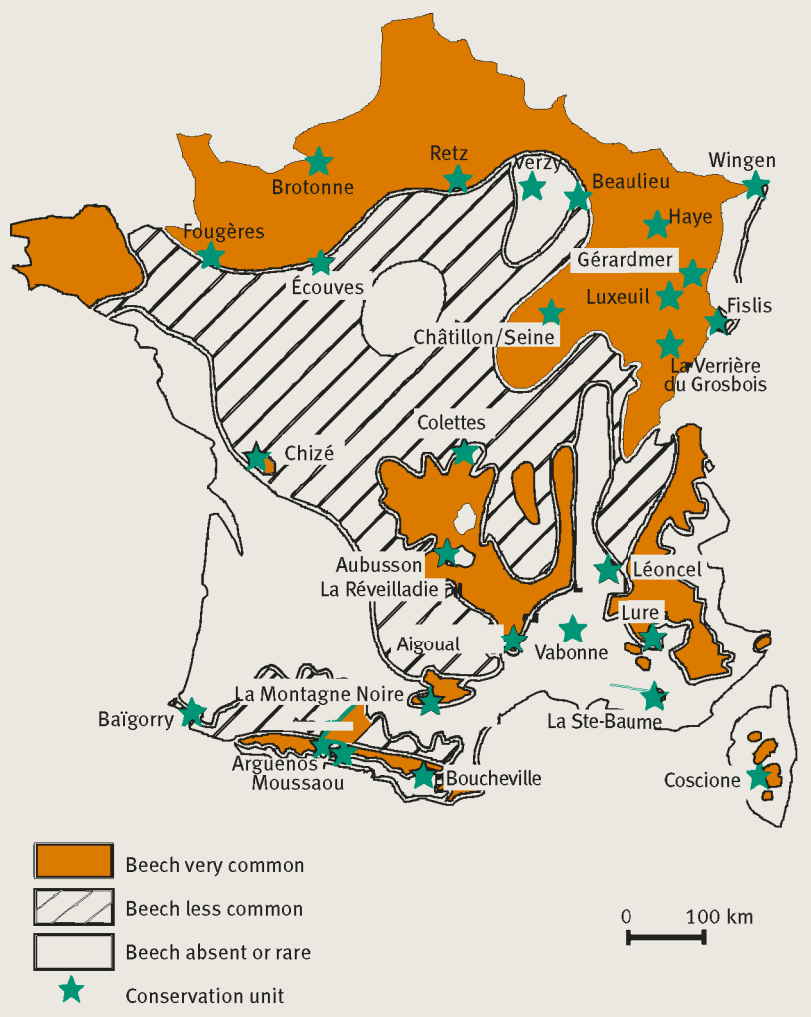 Retz
Verzy
Wingen
Brotonne
Beaulieu
Haye
Fougères
Gérardmer
Écouves
Luxeuil
Fislis
Châtillon/Seine
La Verrière
du Grosbois
Colettes
Chizé
Aubusson
Léoncel
La Réveilladie
Lure
Aigoual
Vabonne
La Montagne Noire
Baïgorry
La Ste-Baume
Arguenos
Moussaou
Boucheville
Coscione
Beech very common
Beech less common
0 100 km
Beech absent or rare
Conservation unit